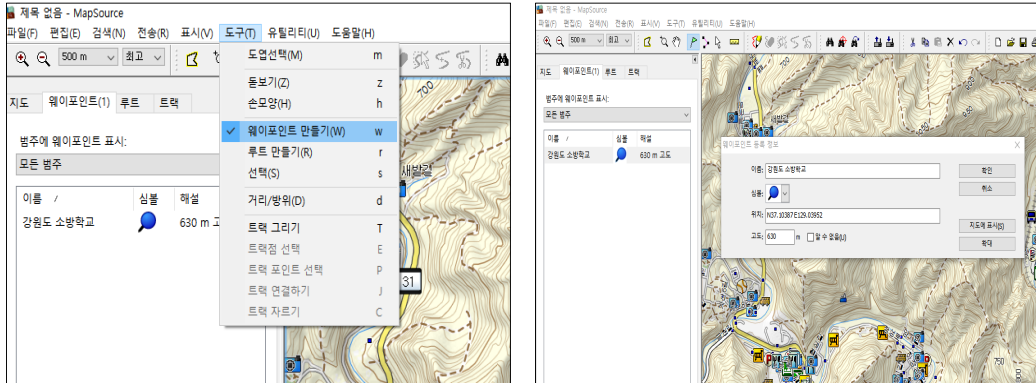 제목 없음 - MapSource
파일(F) 편집(E) 검색(N) 전송(R) 표시(V) 도구(T) 유틸리티(U) 도움말(H)
500 m 최고
지도 웨이포인트(1) 루트 트랙
범주에 웨이포인트 표시:
모든 범주
이름 / 심볼 해설
강원도 소방학교 630 m 고
도엽선택(M) m
돋보기(Z) z
손모양(H) h
웨이포인트 만들기(W) w
루트 만들기(R) r
선택(S) s
거리/방위(D) d
트랙 그리기 T
트랙점 선택 E
트랙 포인트 선택 P
트랙 연결하기 J
트랙 자르기 C
700
새밭길
31
제목 없음 - MapSource
파일(F) 편집(E) 검색(N) 전송(R) 표시(V) 도구(T) 유틸리티(U) 도움말(H)
500 m 최고
지도 웨이포인트(1) 루트 트랙
범주에 웨이포인트 표시:
모든 범주
이름 / 심볼 해설
강원도 소방학교 630 m 고도
700
새밭길
웨이포인트 등록 정보
이름: 강원도 소방학교
심볼:
위치: N37.10387 E129.03952
고도: 630 m 알 수 없음(U)
확인
취소
지도에 표시(S)
확대
750